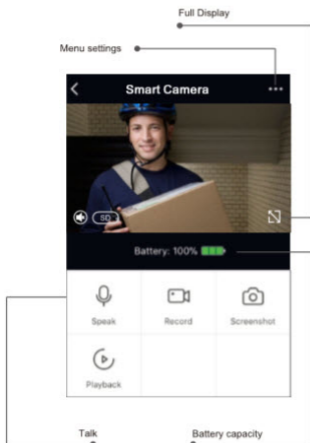 Full Display
Menu settings
Smart Camera
SD
Battery: 100%
Speak
Record
Screenshot
Playback
Talk
Battery capacity